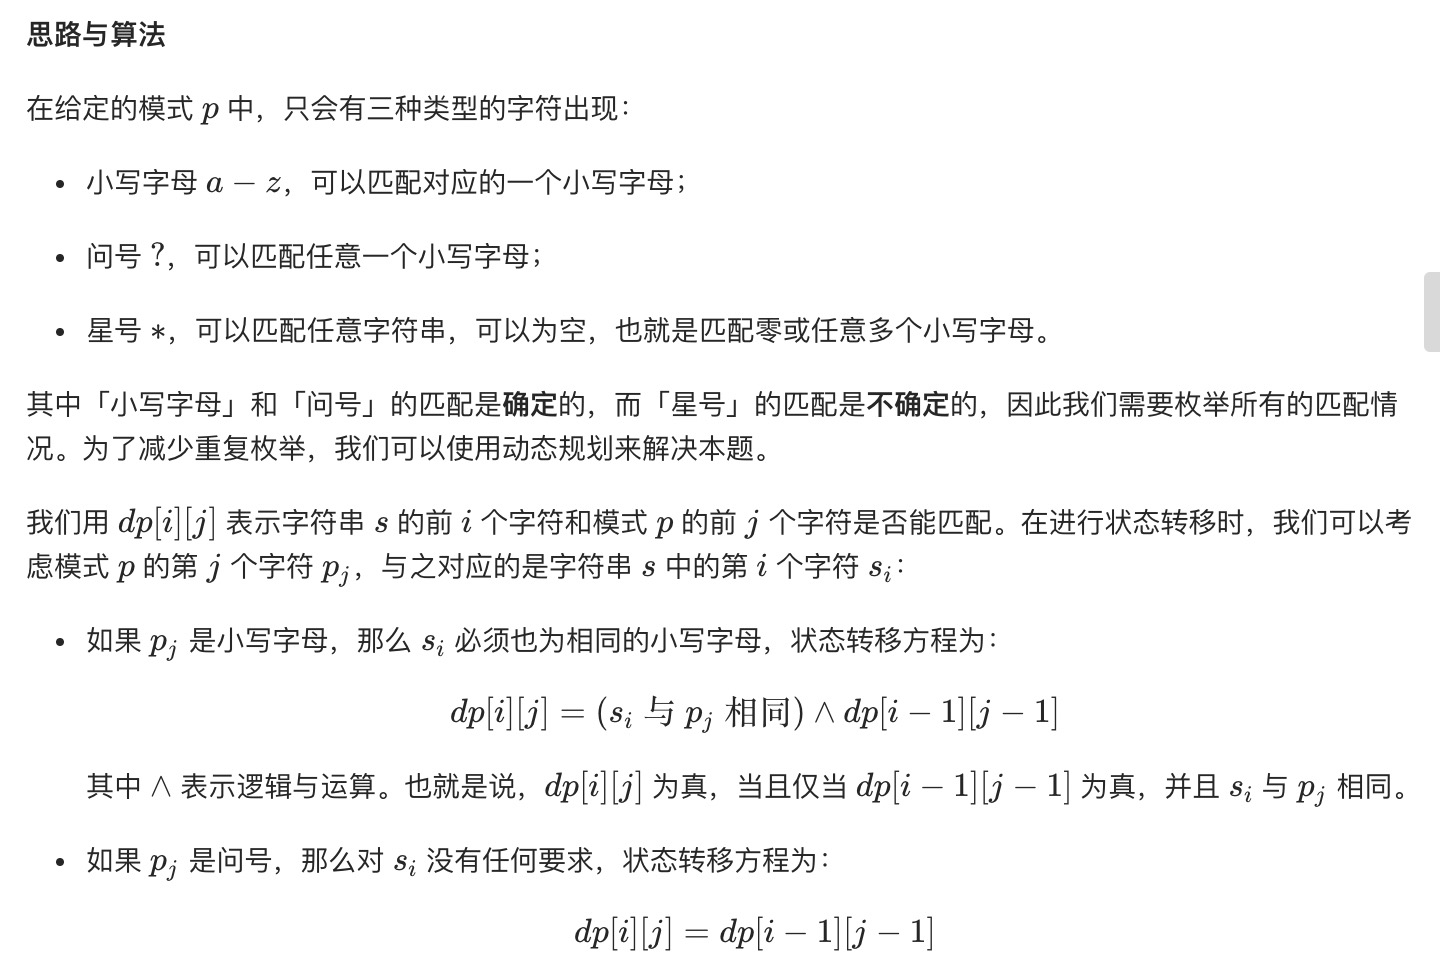 思路与算法
在给定的模式 p 中，只会有三种类型的字符出现：
• 小写字母 a − z，可以匹配对应的一个小写字母；
• 问号 ?，可以匹配任意一个小写字母；
• 星号 ∗，可以匹配任意字符串，可以为空，也就是匹配零或任意多个小写字母。
其中「小写字母」和「问号」的匹配是确定的，而「星号」的匹配是不确定的，因此我们需要枚举所有的匹配情
况。为了减少重复枚举，我们可以使用动态规划来解决本题。
我们用 dp[i][j] 表示字符串 s 的前 i 个字符和模式 p 的前 j 个字符是否能匹配。在进行状态转移时，我们可以考
虑模式 p 的第 j 个字符 p_j，与之对应的是字符串 s 中的第 i 个字符 s_i：
• 如果 p_j 是小写字母，那么 s_i 必须也为相同的小写字母，状态转移方程为：
dp[i][j] = (s_i 与 p_j 相同) ∧ dp[i − 1][j − 1]
其中 ∧ 表示逻辑与运算。也就是说，dp[i][j] 为真，当且仅当 dp[i − 1][j − 1] 为真，并且 s_i 与 p_j 相同。
• 如果 p_j 是问号，那么对 s_i 没有任何要求，状态转移方程为：
dp[i][j] = dp[i − 1][j − 1]